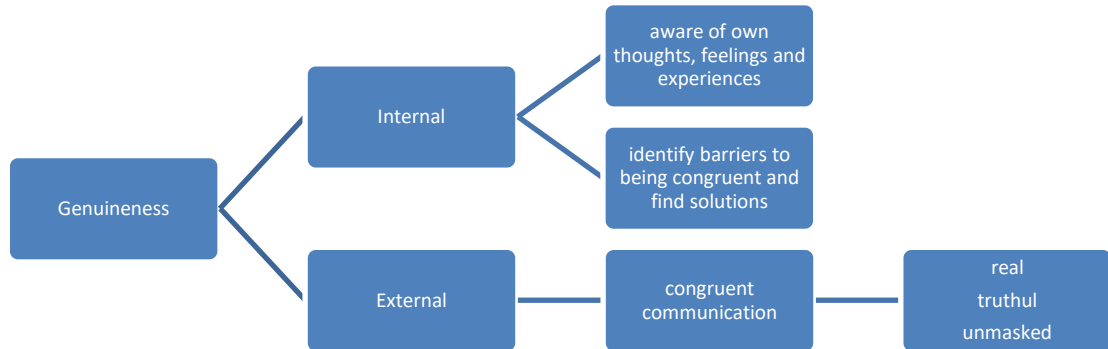 Genuineness
Internal
aware of own
thoughts, feelings and
experiences
identify barriers to
being congruent and
find solutions
External
congruent
communication
real
truthul
unmasked